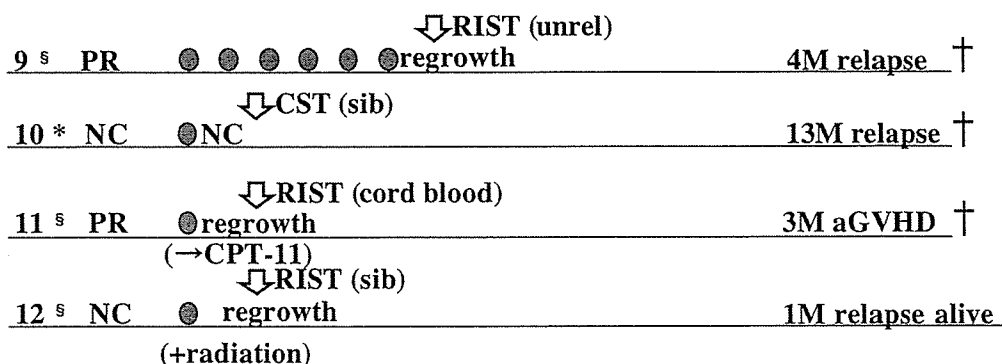 RIST (unrel)
9 § PR regrowth 4M relapse †
CST (sib)
10 * NC NC 13M relapse †
RIST (cord blood)
11 § PR regrowth 3M aGVHD †
(→CPT-11)
RIST (sib)
12 § NC regrowth 1M relapse alive
(+radiation)